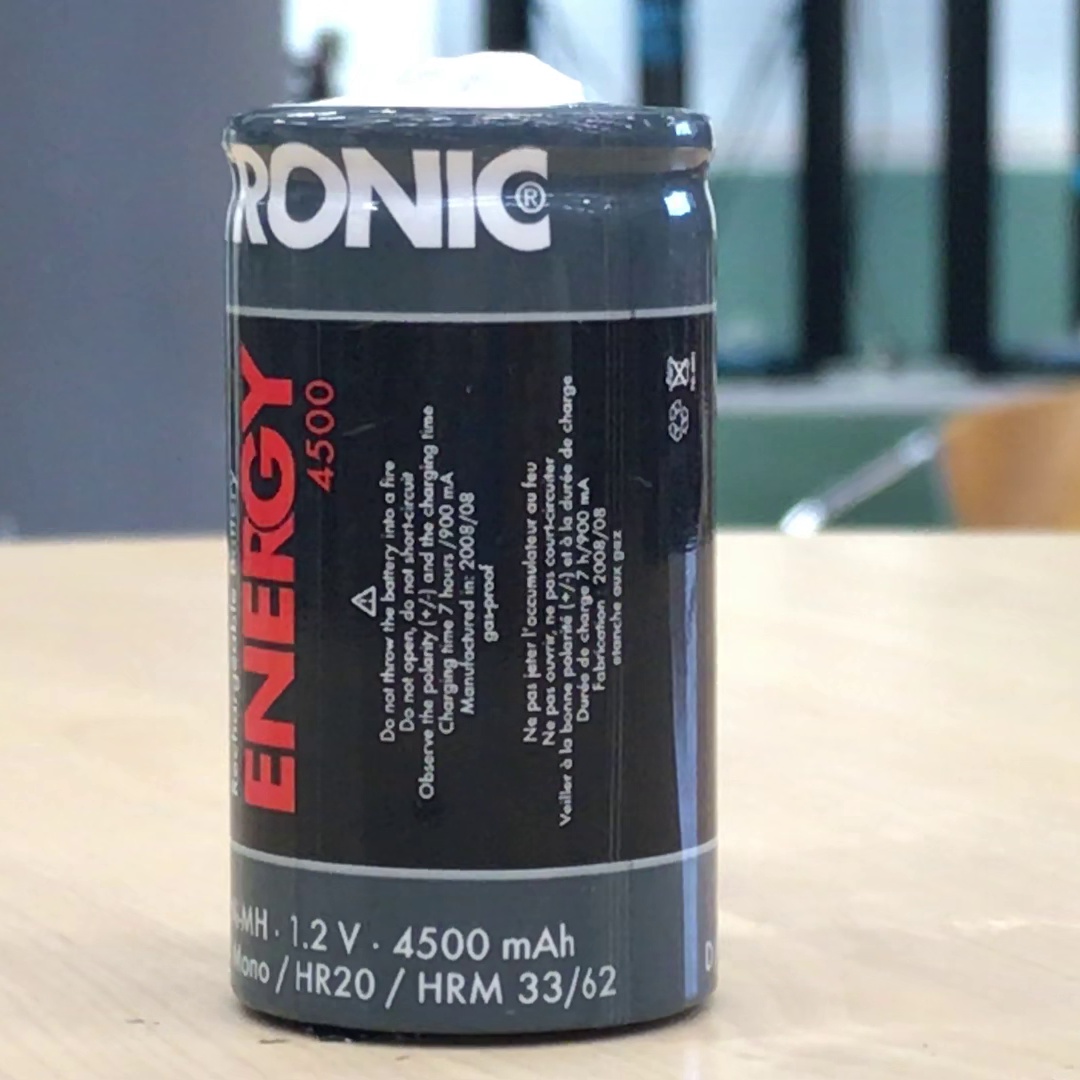 RONIC®
Rechargeable Battery
ENERGY
4500
Do not throw the battery into a fire
Do not open, do not short-circuit
Observe the polarity (+/-) and the charging time
Charging time 7 hours /900 mA
Manufactured in: 2008/08
gas-proof
Ne pas jeter l'accumulateur au feu
Ne pas ouvrir, ne pas court-circuiter
Veiller à la bonne polarité (+/-) et à la durée de charge
Durée de charge 7 h/900 mA
Fabrication : 2008/08
etanche aux gaz
-MH · 1.2 V · 4500 mAh
Mono / HR20 / HRM 33/62
D